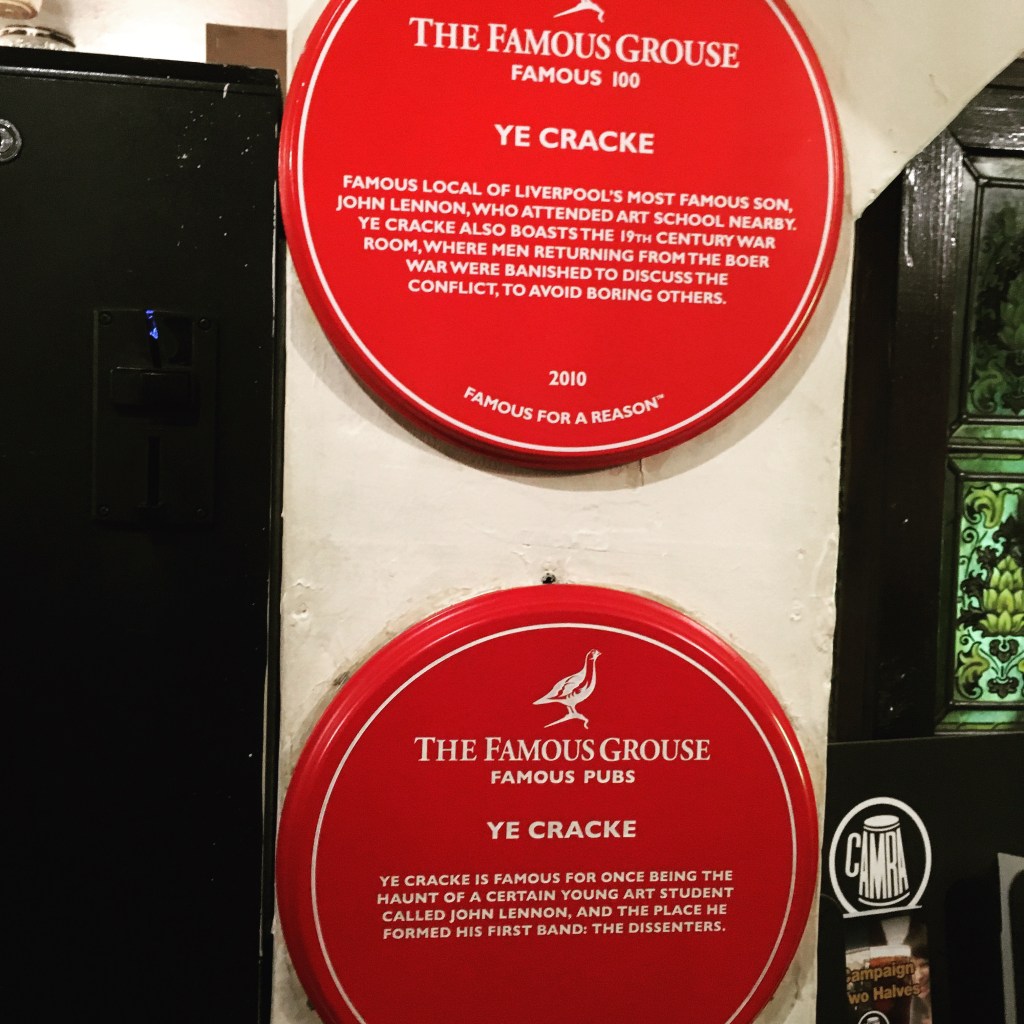 THE FAMOUS GROUSE
FAMOUS 100
YE CRACKE
FAMOUS LOCAL OF LIVERPOOL'S MOST FAMOUS SON,
JOHN LENNON, WHO ATTENDED ART SCHOOL NEARBY.
YE CRACKE ALSO BOASTS THE 19TH CENTURY WAR
ROOM, WHERE MEN RETURNING FROM THE BOER
WAR WERE BANISHED TO DISCUSS THE
CONFLICT, TO AVOID BORING OTHERS.
2010
FAMOUS FOR A REASON™
THE FAMOUS GROUSE
FAMOUS PUBS
YE CRACKE
YE CRACKE IS FAMOUS FOR ONCE BEING THE
HAUNT OF A CERTAIN YOUNG ART STUDENT
CALLED JOHN LENNON, AND THE PLACE HE
FORMED HIS FIRST BAND: THE DISSENTERS.
CAMRA
Campaign
Two Halves